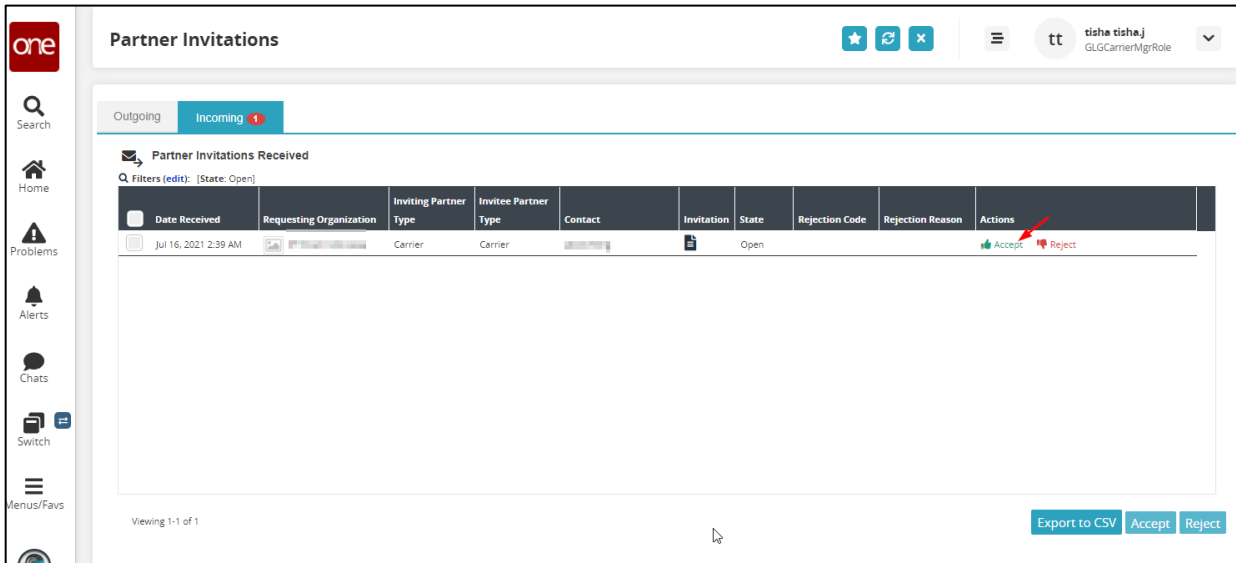 one
Partner Invitations
tt
tisha tisha.j
GLGCarrierMgrRole
Search
Home
Problems
Alerts
Chats
Switch
Menus/Favs
Outgoing
Incoming 1
Partner Invitations Received
Filters (edit): [State: Open]
Date Received Requesting Organization Inviting Partner Type Invitee Partner Type Contact Invitation State Rejection Code Rejection Reason Actions
Jul 16, 2021 2:39 AM Carrier Carrier Open Accept Reject
Viewing 1-1 of 1
Export to CSV Accept Reject